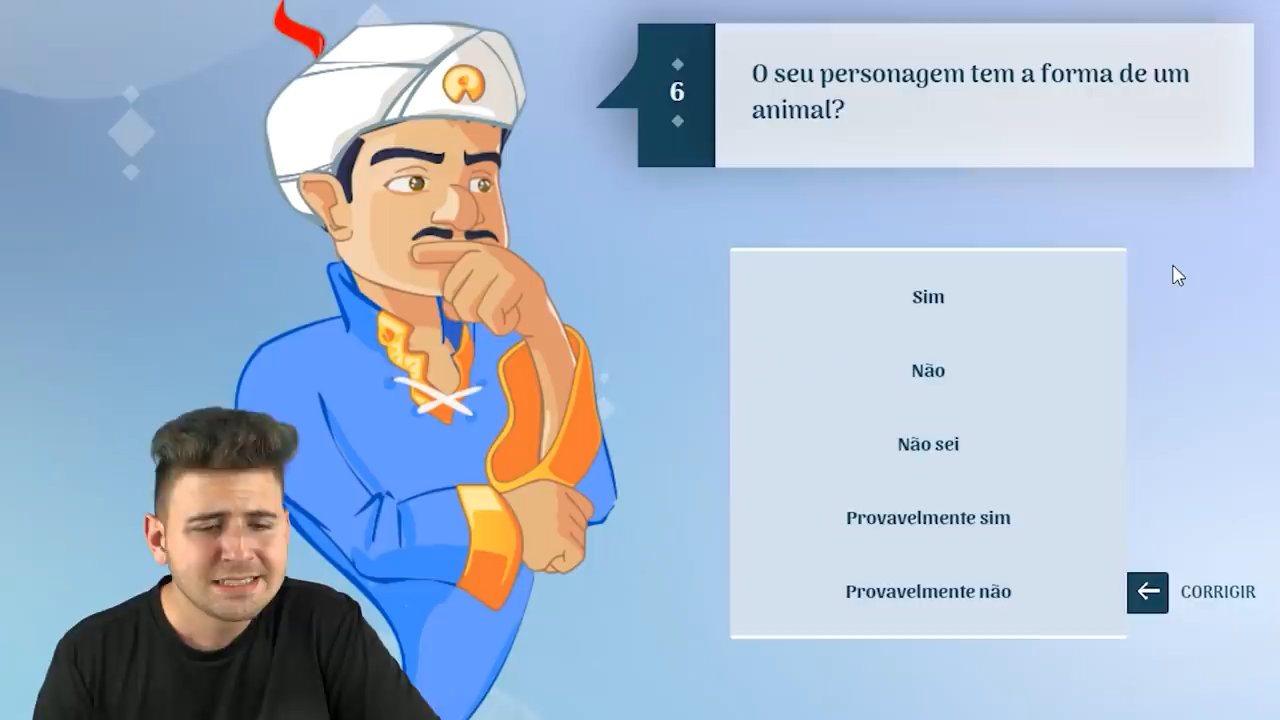 6
O seu personagem tem a forma de um
animal?
Sim
Não
Não sei
Provavelmente sim
Provavelmente não
CORRIGIR